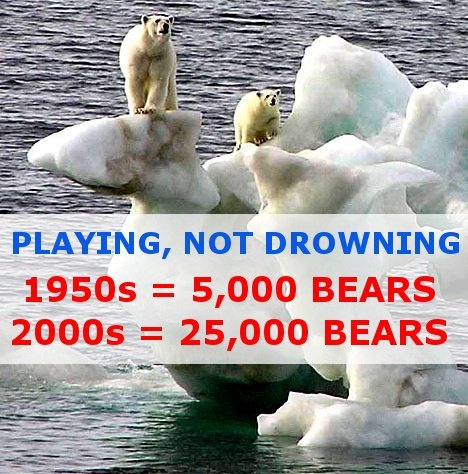 PLAYING, NOT DROWNING
1950s = 5,000 BEARS
2000s = 25,000 BEARS